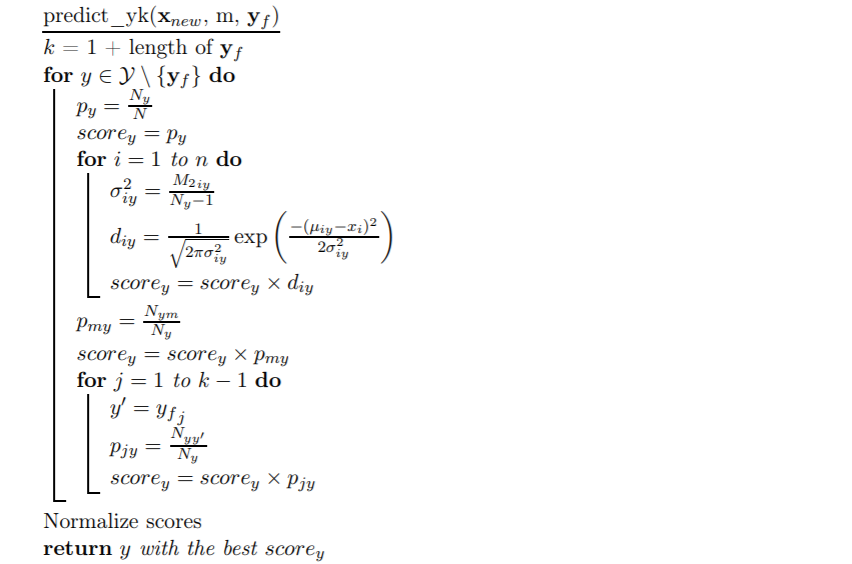 predict_yk(x_new, m, y_f)
k = 1 + length of y_f
for y ∈ 𝒴 \ {y_f} do
p_y = N_y / N
score_y = p_y
for i = 1 to n do
σ²_iy = M_2iy / (N_y − 1)
d_iy = 1 / √(2πσ²_iy) exp( −(μ_iy − x_i)² / 2σ²_iy )
score_y = score_y × d_iy
p_my = N_ym / N_y
score_y = score_y × p_my
for j = 1 to k − 1 do
y′ = y_f_j
p_jy = N_yy′ / N_y
score_y = score_y × p_jy
Normalize scores
return y with the best score_y